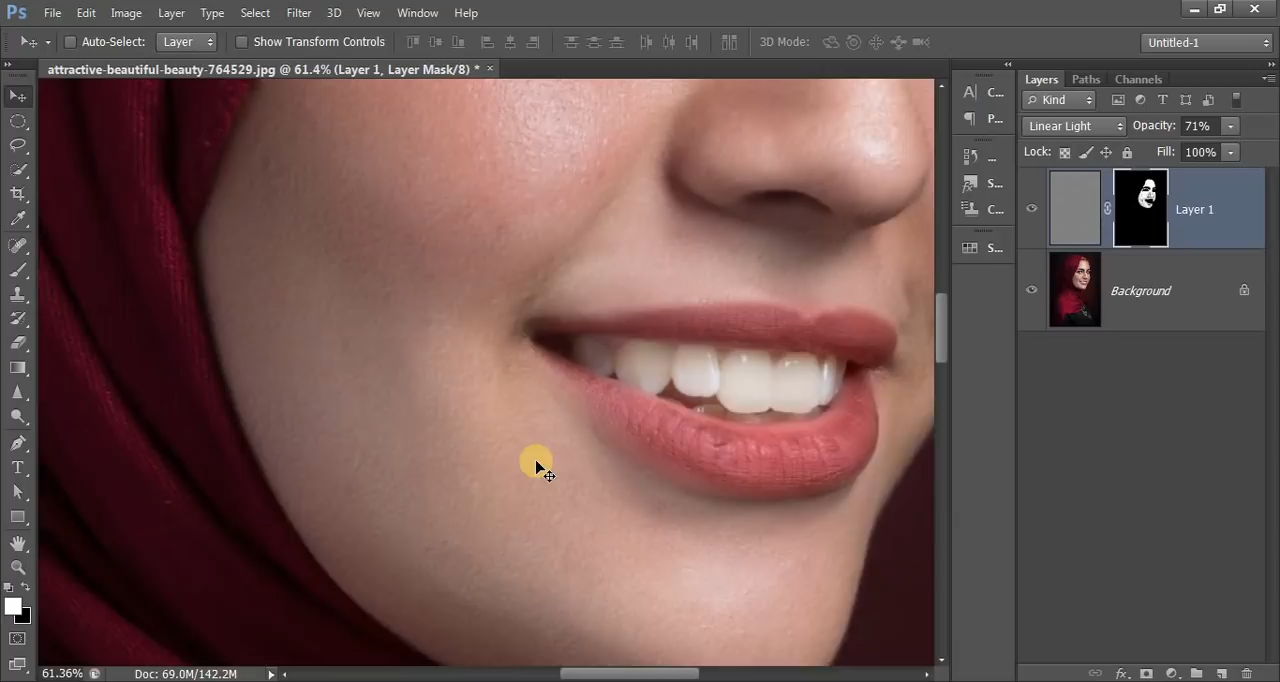 Ps File Edit Image Layer Type Select Filter 3D View Window Help
Auto-Select: Layer Show Transform Controls 3D Mode: Untitled-1
attractive-beautiful-beauty-764529.jpg @ 61.4% (Layer 1, Layer Mask/8) * ×
A| C...
P...
...
S...
C...
S...
Layers Paths Channels
Kind T
Linear Light Opacity: 71%
Lock: Fill: 100%
Layer 1
Background
T
61.36% Doc: 69.0M/142.2M
fx